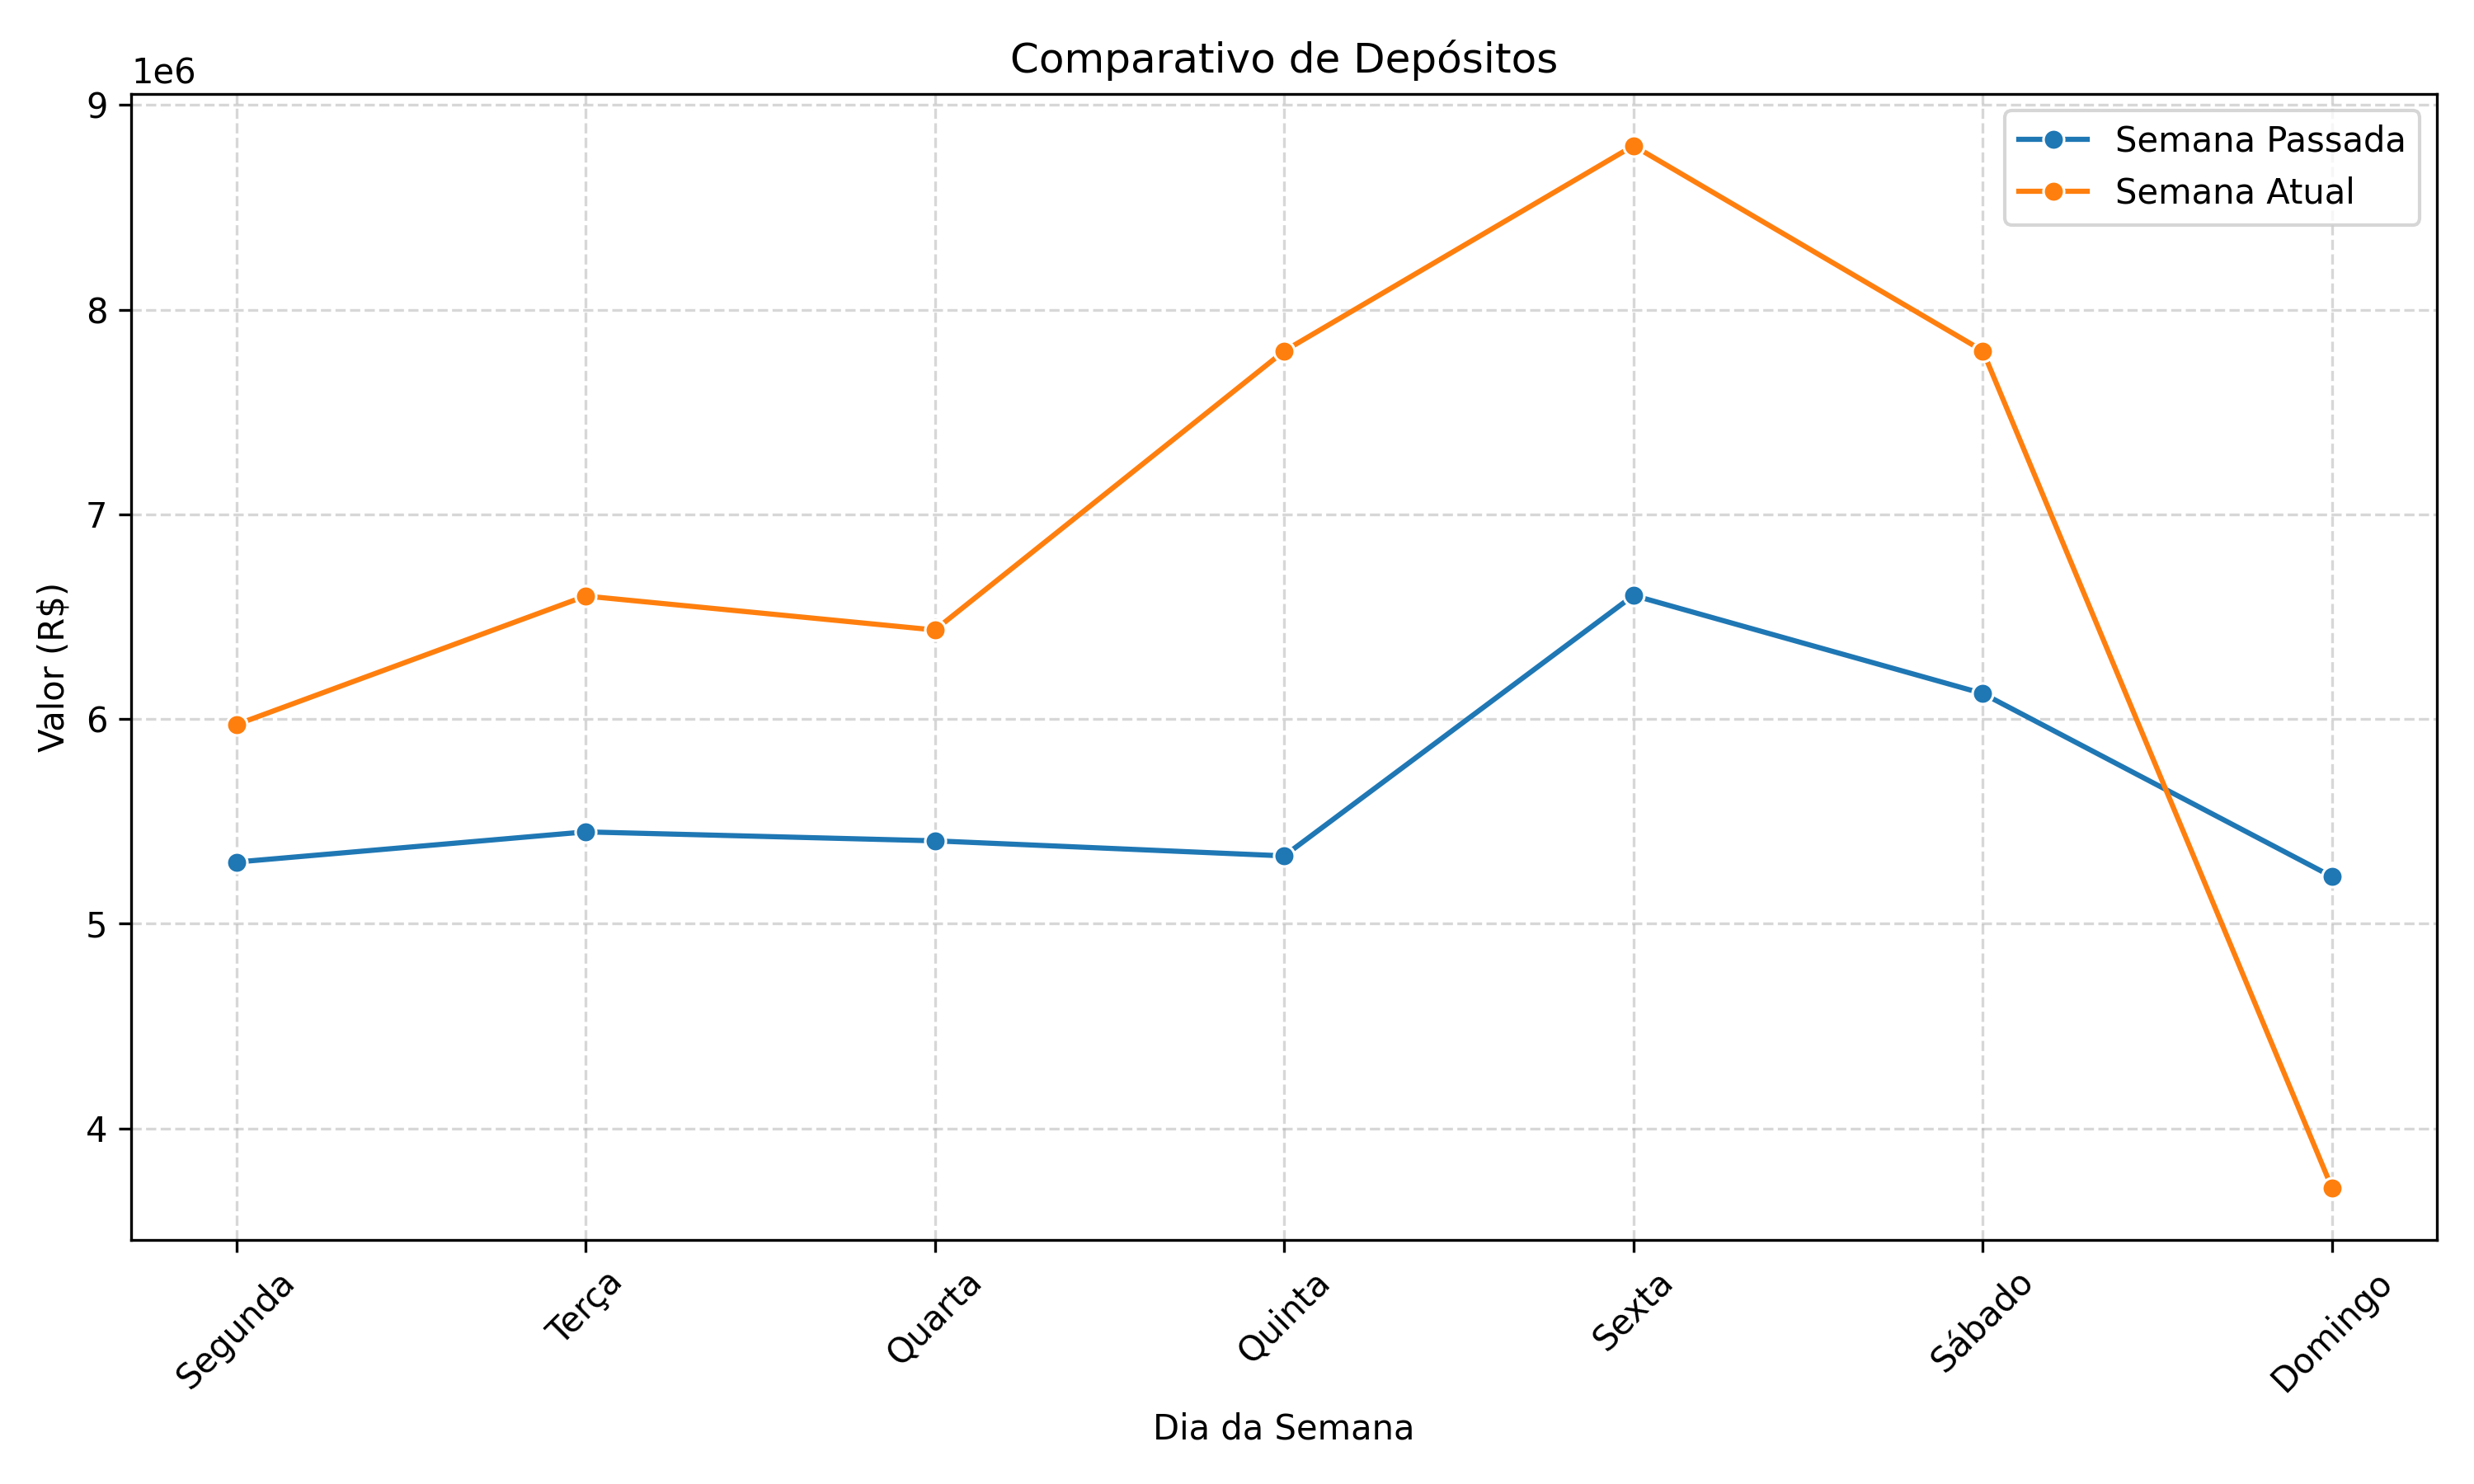 Comparativo de Depósitos
1e6
9
8
7
6
5
4
Valor (R$)
Semana Passada
Semana Atual
Segunda
Terça
Quarta
Quinta
Sexta
Sábado
Domingo
Dia da Semana